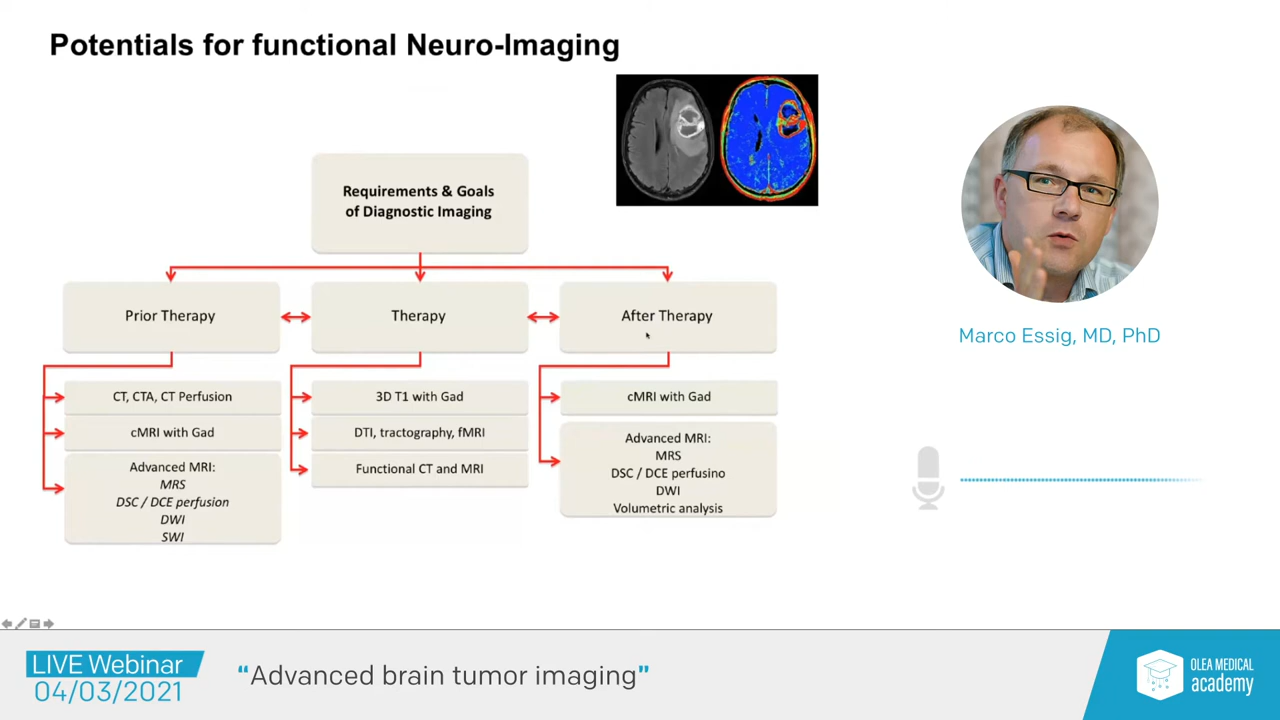 Potentials for functional Neuro-Imaging
Requirements & Goals
of Diagnostic Imaging
Prior Therapy
Therapy
After Therapy
CT, CTA, CT Perfusion
cMRI with Gad
Advanced MRI:
MRS
DSC / DCE perfusion
DWI
SWI
3D T1 with Gad
DTI, tractography, fMRI
Functional CT and MRI
cMRI with Gad
Advanced MRI:
MRS
DSC / DCE perfusino
DWI
Volumetric analysis
Marco Essig, MD, PhD
LIVE Webinar
04/03/2021
“Advanced brain tumor imaging”
OLEA MEDICAL
academy